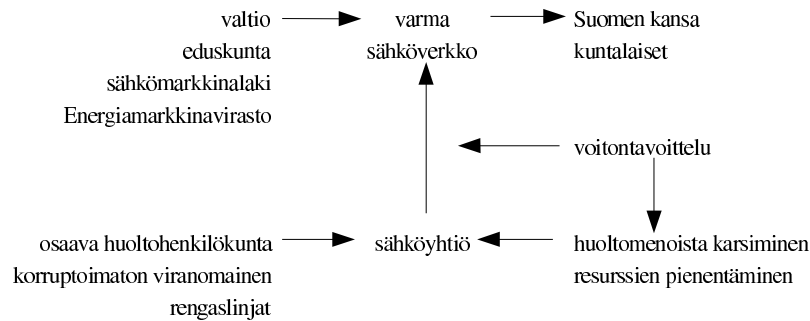 valtio
eduskunta
sähkömarkkinalaki
Energiamarkkinavirasto
varma
sähköverkko
Suomen kansa
kuntalaiset
voitontavoittelu
osaava huoltohenkilökunta
korruptoimaton viranomainen
rengaslinjat
sähköyhtiö
huoltomenoista karsiminen
resurssien pienentäminen